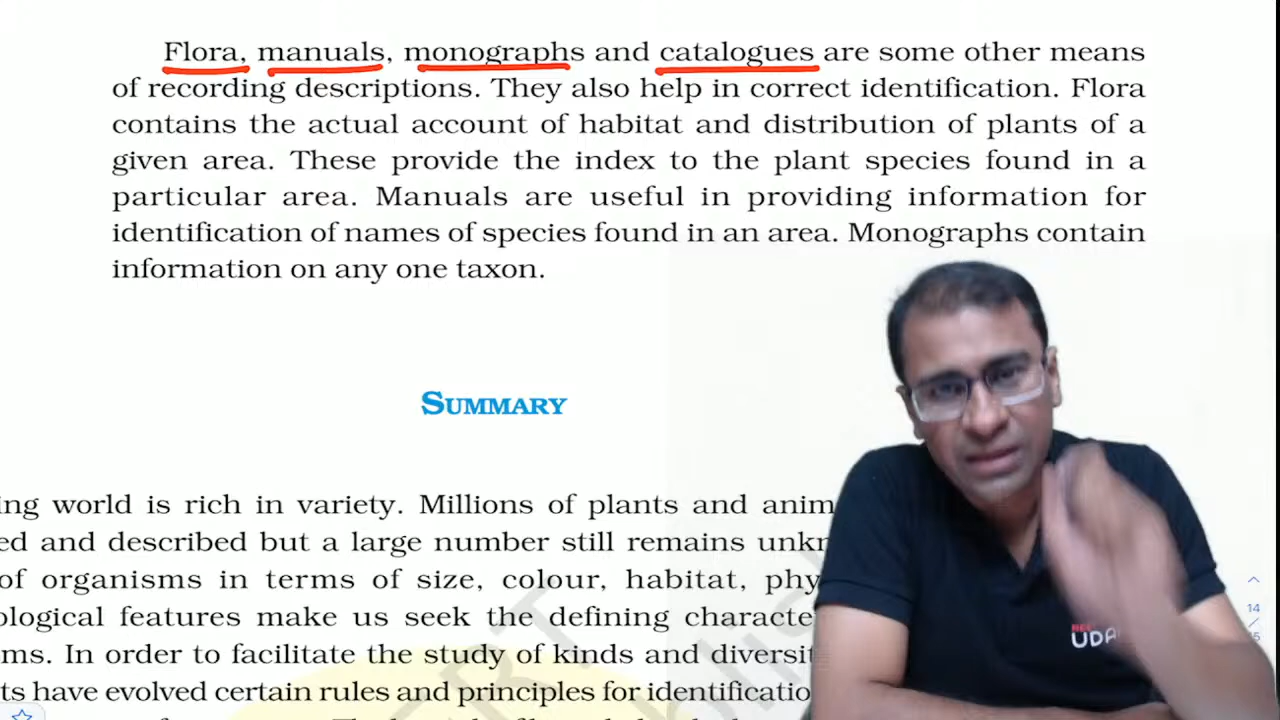 Flora, manuals, monographs and catalogues are some other means
of recording descriptions. They also help in correct identification. Flora
contains the actual account of habitat and distribution of plants of a
given area. These provide the index to the plant species found in a
particular area. Manuals are useful in providing information for
identification of names of species found in an area. Monographs contain
information on any one taxon.
SUMMARY
ing world is rich in variety. Millions of plants and anim
ed and described but a large number still remains unkn
of organisms in terms of size, colour, habitat, phy
ological features make us seek the defining characte
ms. In order to facilitate the study of kinds and diversit
ts have evolved certain rules and principles for identificatio
14
UDA